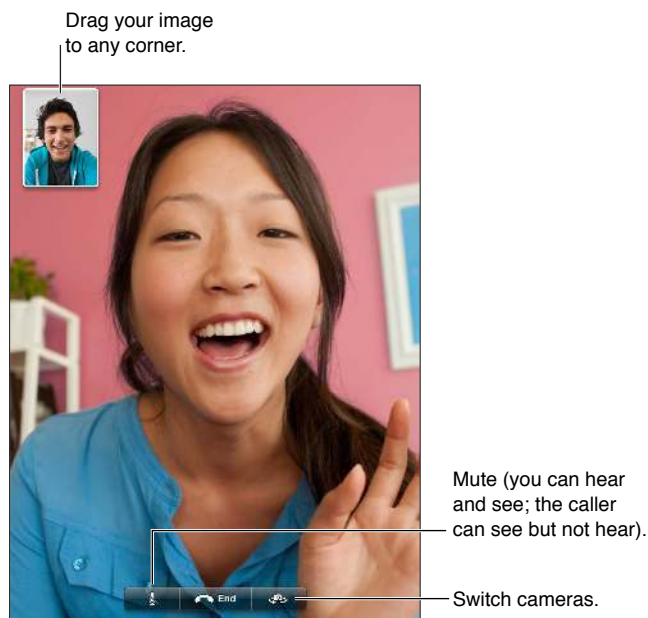 Drag your image
to any corner.
Mute (you can hear
and see; the caller
can see but not hear).
End
Switch cameras.